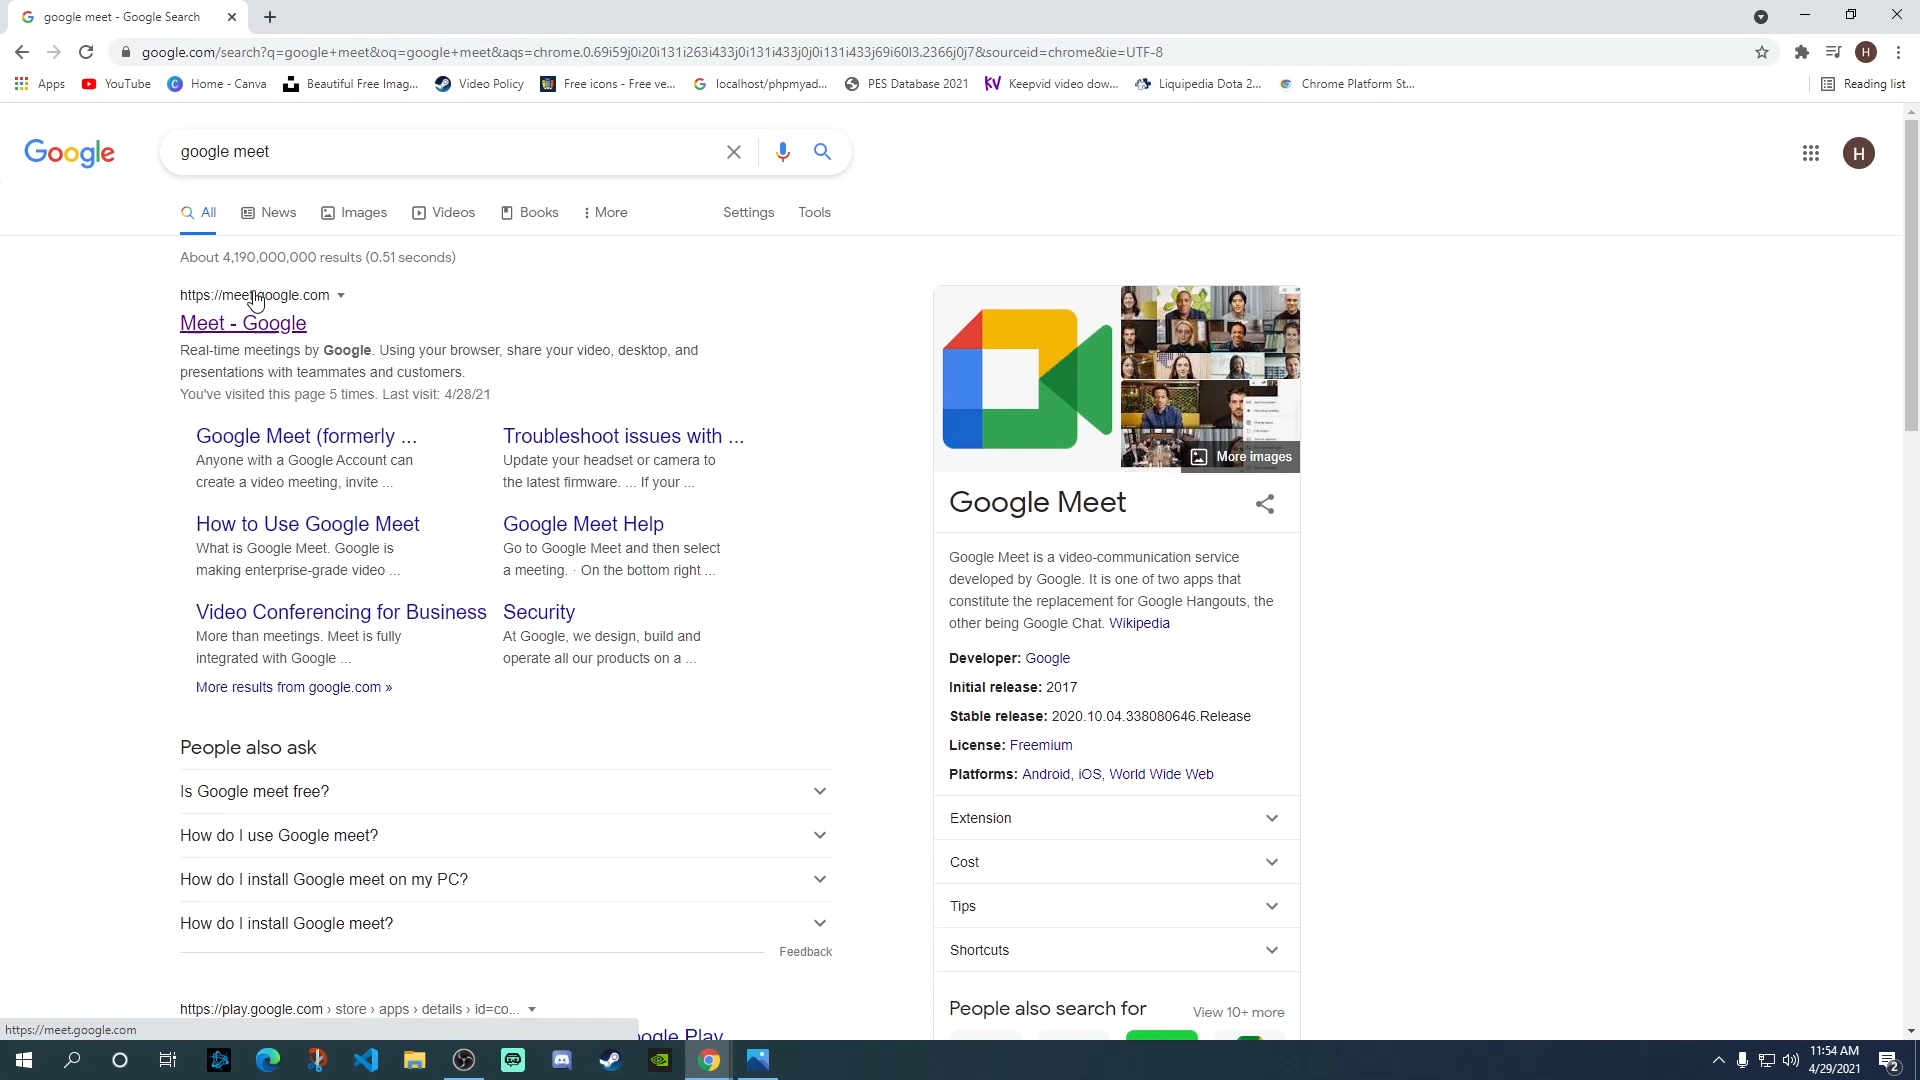 google meet - Google Search
google.com/search?q=google+meet&oq=google+meet&aqs=chrome.0.69i59j0i20i131i263i433j0i131i433j0j0i131i433j69i60l3.2366j0j7&sourceid=chrome&ie=UTF-8
H
Apps
YouTube
Home - Canva
Beautiful Free Imag...
Video Policy
Free icons - Free ve...
localhost/phpmyad...
PES Database 2021
KV Keepvid video dow...
Liquipedia Dota 2...
Chrome Platform St...
Reading list
Google
google meet
H
All
News
Images
Videos
Books
More
Settings
Tools
About 4,190,000,000 results (0.51 seconds)
https://meet.google.com
Meet - Google
Real-time meetings by Google. Using your browser, share your video, desktop, and
presentations with teammates and customers.
You've visited this page 5 times. Last visit: 4/28/21
Google Meet (formerly ...
Anyone with a Google Account can
create a video meeting, invite ...
Troubleshoot issues with ...
Update your headset or camera to
the latest firmware. ... If your ...
How to Use Google Meet
What is Google Meet. Google is
making enterprise-grade video ...
Google Meet Help
Go to Google Meet and then select
a meeting. · On the bottom right ...
Video Conferencing for Business
More than meetings. Meet is fully
integrated with Google ...
Security
At Google, we design, build and
operate all our products on a ...
More results from google.com »
People also ask
Is Google meet free?
How do I use Google meet?
How do I install Google meet on my PC?
How do I install Google meet?
Feedback
https://play.google.com › store › apps › details › id=co...
ogle Play
https://meet.google.com
More images
Google Meet
Google Meet is a video-communication service
developed by Google. It is one of two apps that
constitute the replacement for Google Hangouts, the
other being Google Chat. Wikipedia
Developer: Google
Initial release: 2017
Stable release: 2020.10.04.338080646.Release
License: Freemium
Platforms: Android, iOS, World Wide Web
Extension
Cost
Tips
Shortcuts
People also search for
View 10+ more
11:54 AM
4/29/2021
2